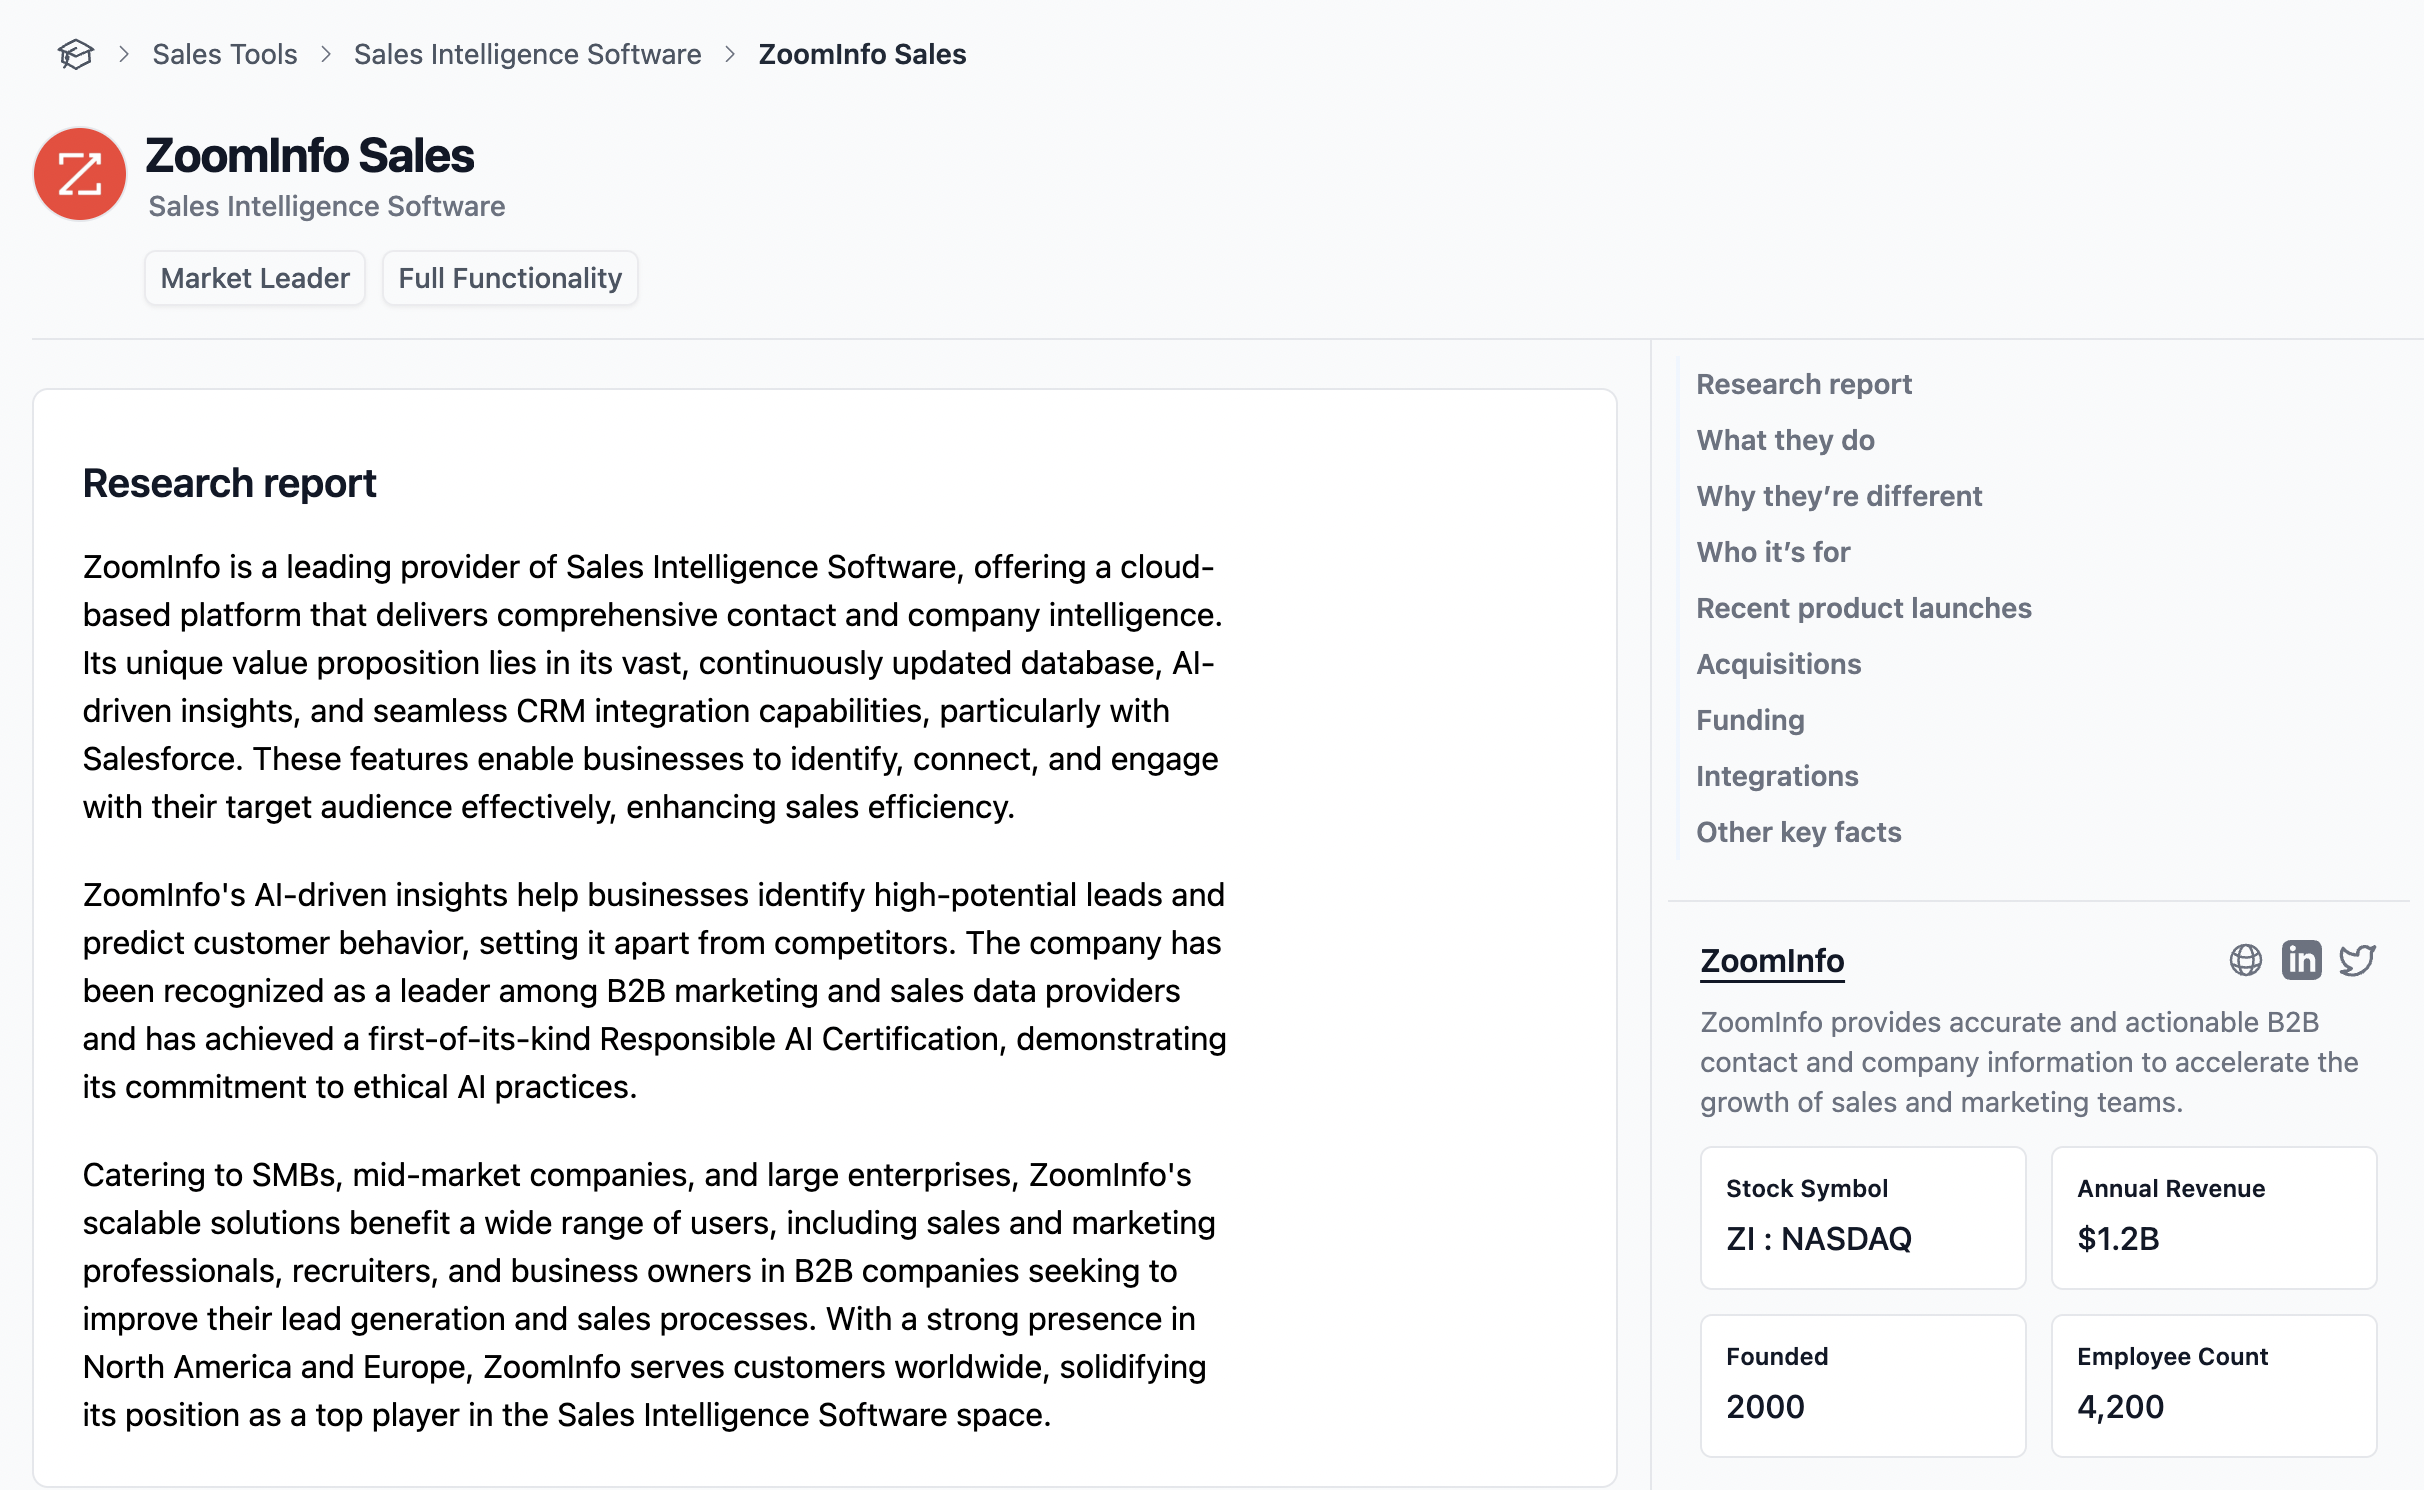 Sales Tools > Sales Intelligence Software > ZoomInfo Sales
ZoomInfo Sales
Sales Intelligence Software
Market Leader Full Functionality
Research report
ZoomInfo is a leading provider of Sales Intelligence Software, offering a cloud-
based platform that delivers comprehensive contact and company intelligence.
Its unique value proposition lies in its vast, continuously updated database, AI-
driven insights, and seamless CRM integration capabilities, particularly with
Salesforce. These features enable businesses to identify, connect, and engage
with their target audience effectively, enhancing sales efficiency.
ZoomInfo's AI-driven insights help businesses identify high-potential leads and
predict customer behavior, setting it apart from competitors. The company has
been recognized as a leader among B2B marketing and sales data providers
and has achieved a first-of-its-kind Responsible AI Certification, demonstrating
its commitment to ethical AI practices.
Catering to SMBs, mid-market companies, and large enterprises, ZoomInfo's
scalable solutions benefit a wide range of users, including sales and marketing
professionals, recruiters, and business owners in B2B companies seeking to
improve their lead generation and sales processes. With a strong presence in
North America and Europe, ZoomInfo serves customers worldwide, solidifying
its position as a top player in the Sales Intelligence Software space.
Research report
What they do
Why they’re different
Who it’s for
Recent product launches
Acquisitions
Funding
Integrations
Other key facts
ZoomInfo
in
ZoomInfo provides accurate and actionable B2B
contact and company information to accelerate the
growth of sales and marketing teams.
Stock Symbol
ZI : NASDAQ
Annual Revenue
$1.2B
Founded
2000
Employee Count
4,200